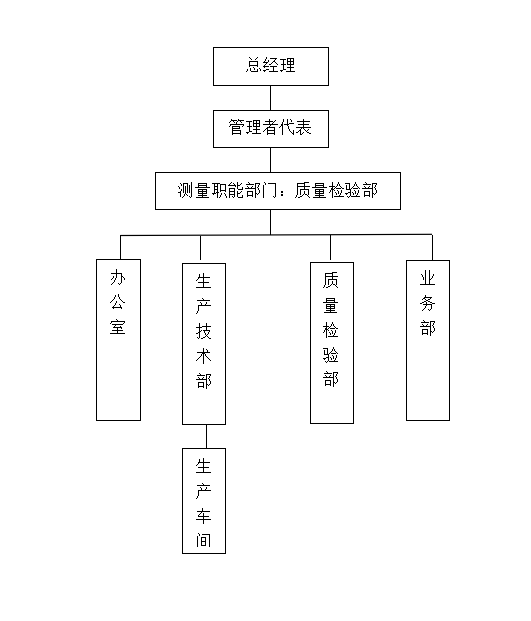 总经理
管理者代表
测量职能部门：质量检验部
办公室
生产技术部
质量检验部
业务部
生产车间